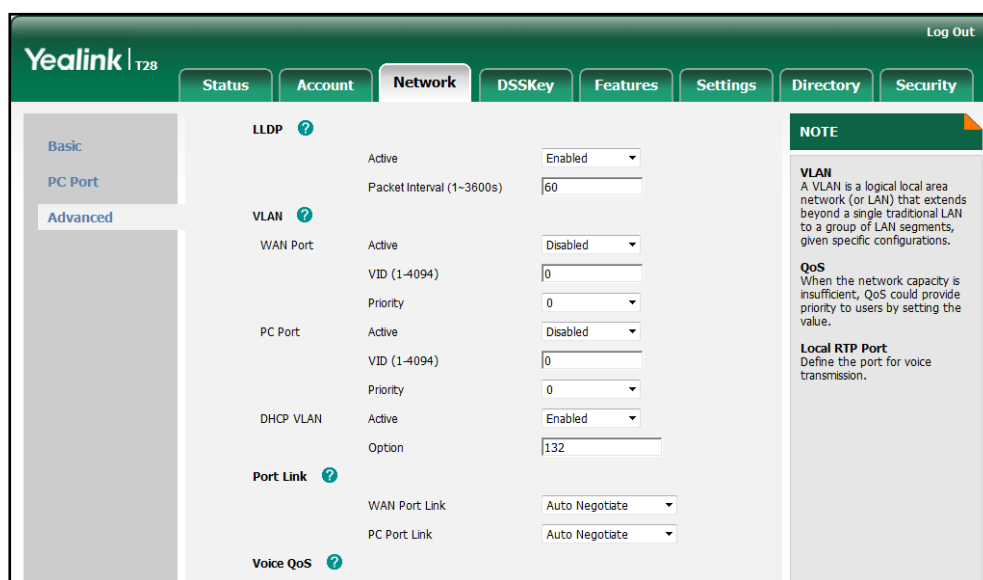 Log Out
Yealink T28
Status Account Network DSSKey Features Settings Directory Security
Basic
PC Port
Advanced
LLDP ?
Active Enabled
Packet Interval (1~3600s) 60
VLAN ?
WAN Port Active Disabled
VID (1-4094) 0
Priority 0
PC Port Active Disabled
VID (1-4094) 0
Priority 0
DHCP VLAN Active Enabled
Option 132
Port Link ?
WAN Port Link Auto Negotiate
PC Port Link Auto Negotiate
Voice QoS ?
NOTE
VLAN
A VLAN is a logical local area
network (or LAN) that extends
beyond a single traditional LAN
to a group of LAN segments,
given specific configurations.
QoS
When the network capacity is
insufficient, QoS could provide
priority to users by setting the
value.
Local RTP Port
Define the port for voice
transmission.